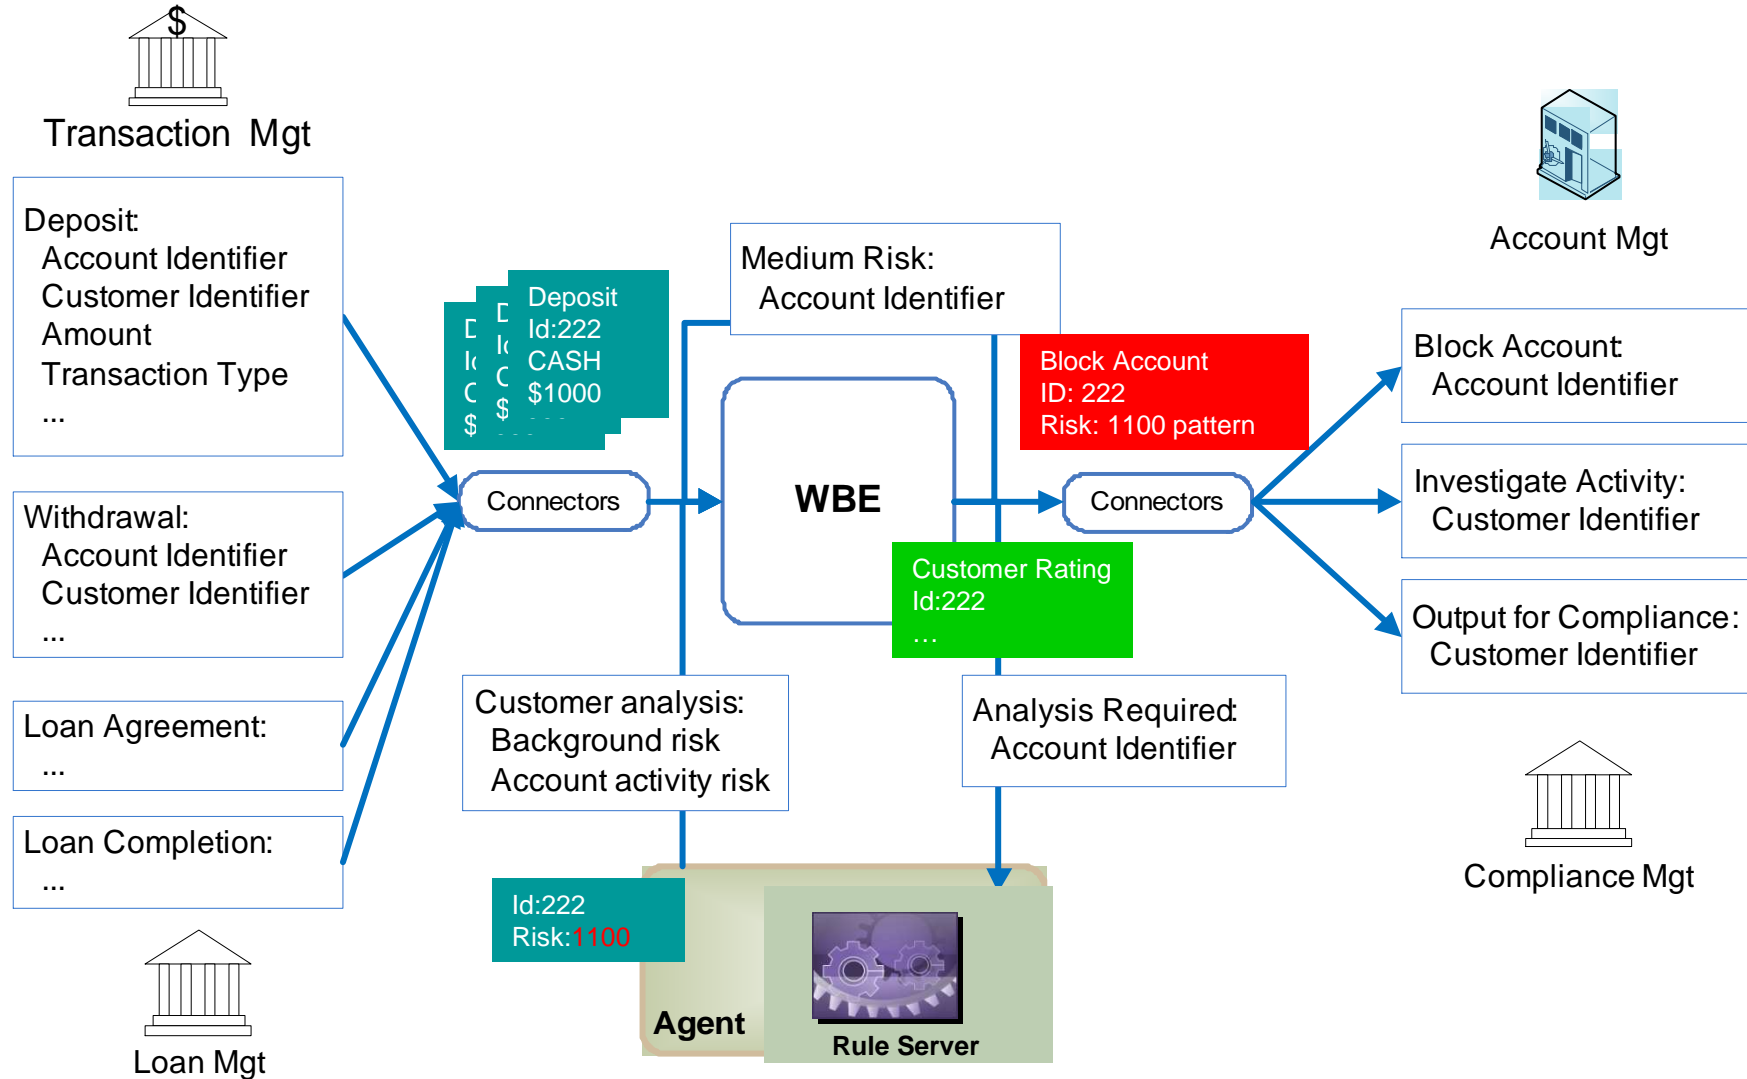 $
Transaction Mgt
Deposit:
Account Identifier
Customer Identifier
Amount
Transaction Type
...
Withdrawal:
Account Identifier
Customer Identifier
...
Loan Agreement:
...
Loan Completion:
...
Loan Mgt
Deposit
Id:222
CASH
$1000
Connectors
Medium Risk:
Account Identifier
WBE
Customer Rating
Id:222
...
Customer analysis:
Background risk
Account activity risk
Analysis Required:
Account Identifier
Id:222
Risk:1100
Agent
Rule Server
Block Account
ID: 222
Risk: 1100 pattern
Connectors
Account Mgt
Block Account:
Account Identifier
Investigate Activity:
Customer Identifier
Output for Compliance:
Customer Identifier
Compliance Mgt